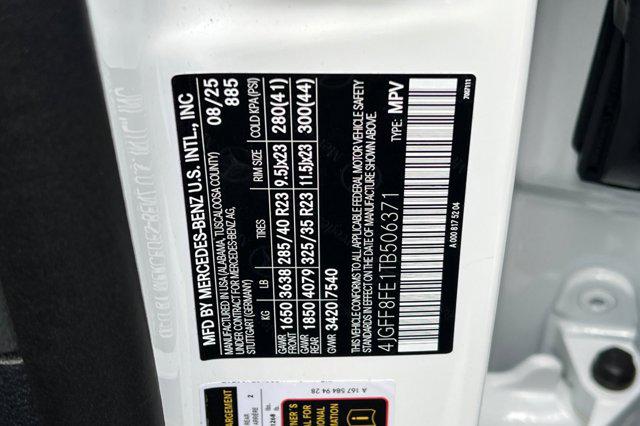 MFD BY MERCEDES-BENZ U.S. INTL., INC 08/25
MANUFACTURED IN USA (ALABAMA, TUSCALOOSA COUNTY) 885
UNDER CONTRACT FOR MERCEDES-BENZ AG,
STUTTGART (GERMANY)
KG LB TIRES RIM SIZE COLD KPA (PSI)
GAWR FRONT 1650 3638 285/40 R23 9.5Jx23 280(41)
GAWR REAR 1850 4079 325/35 R23 11.5Jx23 300(44)
GVWR 3420 7540
THIS VEHICLE CONFORMS TO ALL APPLICABLE FEDERAL MOTOR VEHICLE SAFETY
STANDARDS IN EFFECT ON THE DATE OF MANUFACTURE SHOWN ABOVE.
4JGFF8FE1TB506371 TYPE: MPV
A 000 817 52 04
A 167 584 94 28